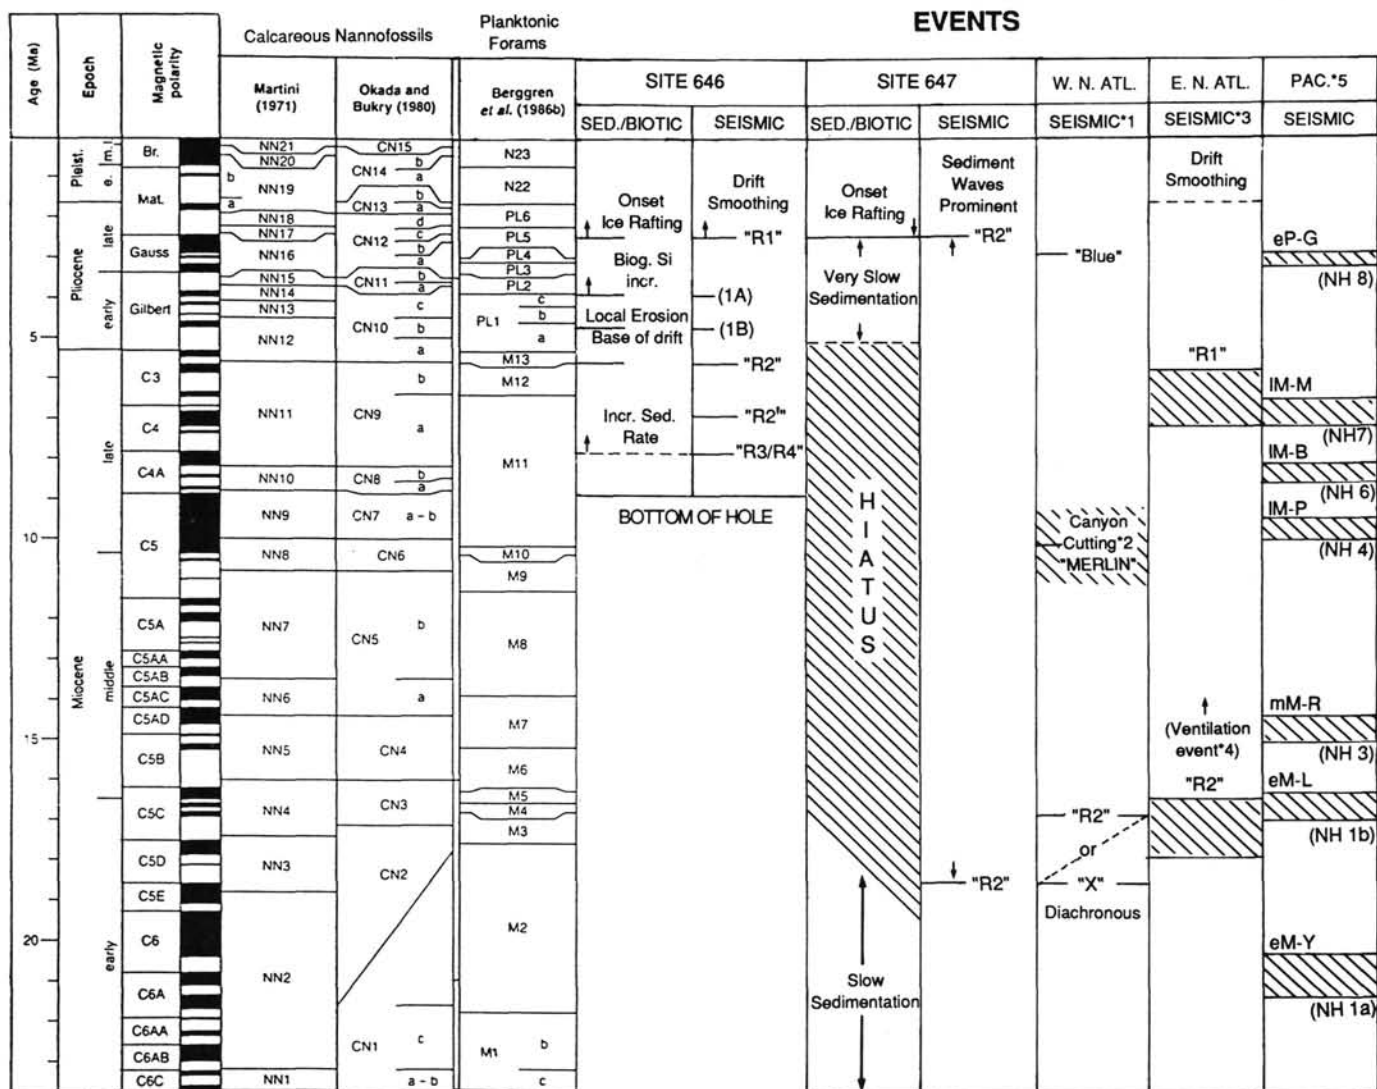 EVENTS
Calcareous Nannofossils
Planktonic
Forams
Age (Ma)
Epoch
Magnetic
polarity
Martini
(1971)
Okada and
Bukry (1980)
Berggren
et al. (1986b)
SITE 646
SITE 647
W. N. ATL.
E. N. ATL.
PAC.*5
SED./BIOTIC
SEISMIC
SED./BIOTIC
SEISMIC
SEISMIC*1
SEISMIC*3
SEISMIC
5
10
15
20
Pleist.
e.
Pliocene
late
early
Miocene
late
middle
early
Br.
Mat.
Gauss
Gilbert
C3
C4
C4A
C5
C5A
C5AA
C5AB
C5AC
C5AD
C5B
C5C
C5D
C5E
C6
C6A
C6AA
C6AB
C6C
NN21
NN20
b
NN19
a
NN18
NN17
NN16
NN15
NN14
NN13
NN12
NN11
NN10
NN9
NN8
NN7
NN6
NN5
NN4
NN3
NN2
NN1
CN15
CN14
b
a
b
CN13
a
d
CN12
c
b
a
CN11
b
a
c
CN10
b
a
b
CN9
a
CN8
b
a
CN7
a - b
CN6
CN5
b
a
CN4
CN3
CN2
CN1
c
a - b
N23
N22
PL6
PL5
PL4
PL3
PL2
c
PL1
b
a
M13
M12
M11
M10
M9
M8
M7
M6
M5
M4
M3
M2
M1
b
c
Onset
Ice Rafting
Biog. Si
incr.
Local Erosion
Base of drift
Incr. Sed.
Rate
Drift
Smoothing
"R1"
(1A)
(1B)
"R2"
"R2'"
"R3/R4"
BOTTOM OF HOLE
Onset
Ice Rafting
Very Slow
Sedimentation
HIATUS
Slow
Sedimentation
Sediment
Waves
Prominent
"R2"
"R2"
"Blue"
Canyon
Cutting*2
"MERLIN"
"R2"
or
"X"
Diachronous
Drift
Smoothing
"R1"
(Ventilation
event*4)
"R2"
eP-G
(NH 8)
lM-M
(NH7)
lM-B
(NH 6)
lM-P
(NH 4)
mM-R
(NH 3)
eM-L
(NH 1b)
eM-Y
(NH 1a)